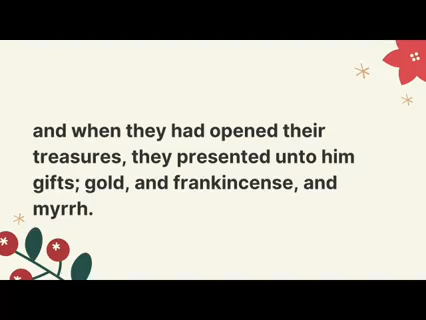 and when they had opened their
treasures, they presented unto him
gifts; gold, and frankincense, and
myrrh.